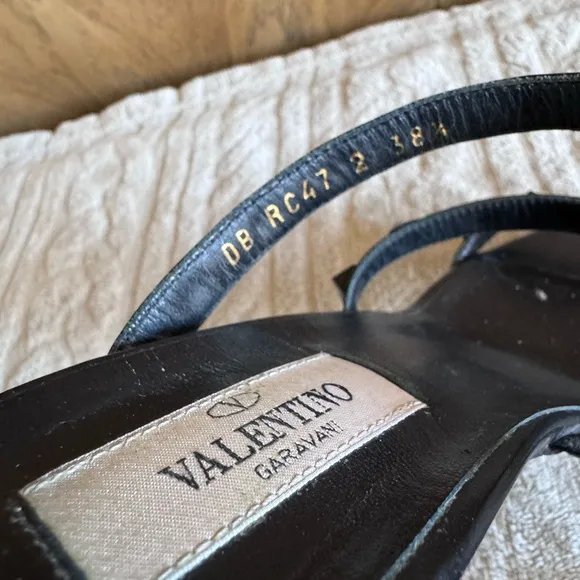 DB RC47 2 38½
VALENTINO
GARAVANI